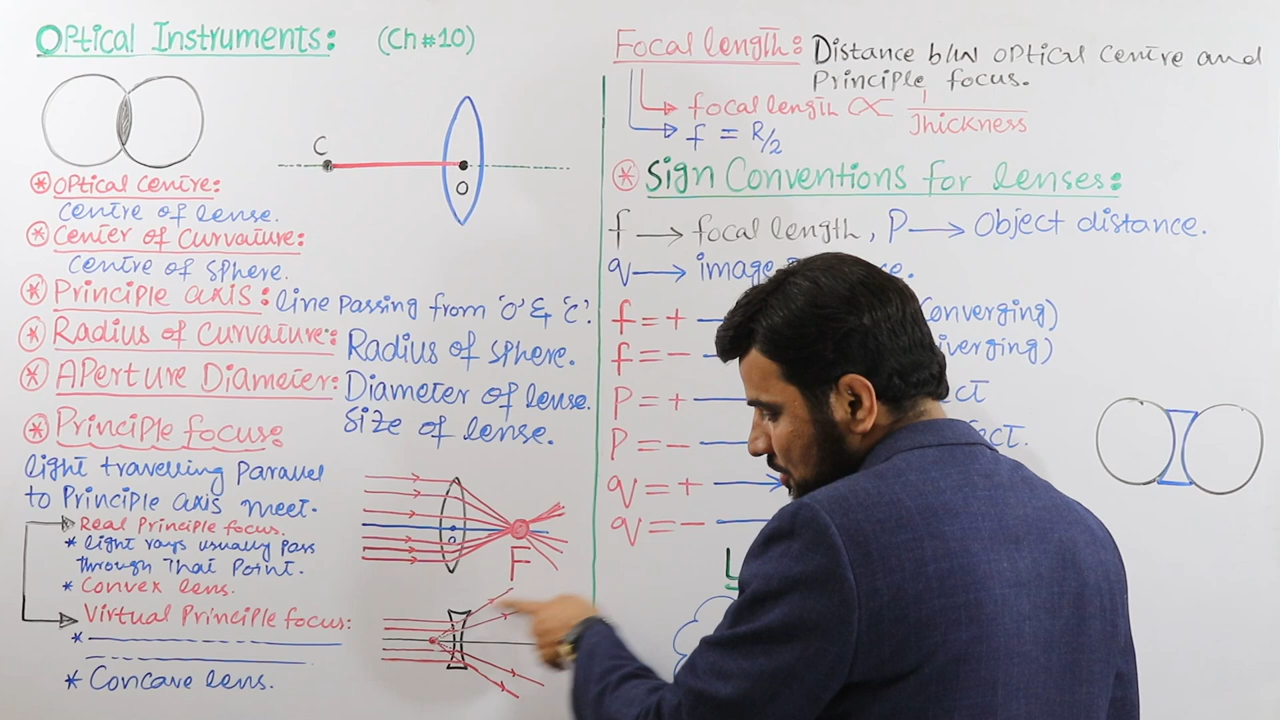 Optical Instruments: (Ch #10)
C
O
* Optical Centre:
Centre of lense.
* Center of Curvature:
Centre of Sphere.
* Principle axis: line passing from 'O' & 'C'.
* Radius of Curvature: Radius of sphere.
* Aperture Diameter: Diameter of lense.
Size of lense.
* Principle focus:
light travelling Parallel
to Principle axis meet.
Real Principle focus.
* light rays usually pass
through That Point.
* Convex lens.
Virtual Principle focus:
*
* Concave lens.
O
F
Focal length: Distance b/w optical centre and
Principle focus.
focal length ∝ 1/Thickness
f = R/2
* Sign Conventions for lenses:
f → focal length, P → Object distance.
q → image
f = + (Converging)
f = -
P = +
P = -
q = +
q = -